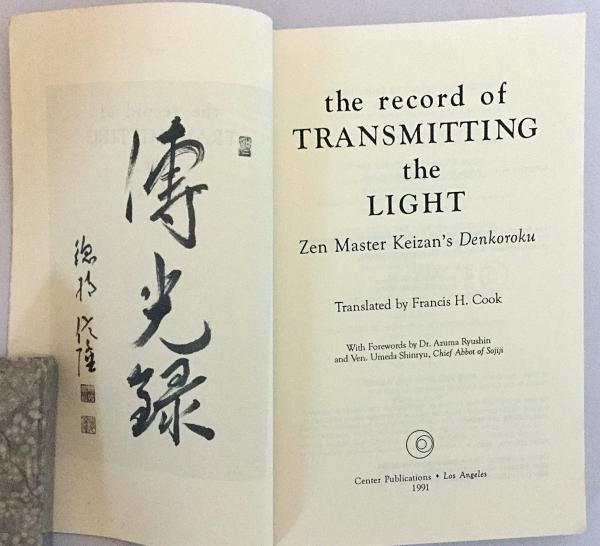 傳光録
the record of
TRANSMITTING
the
LIGHT
Zen Master Keizan's Denkoroku
Translated by Francis H. Cook
With Forewords by Dr. Azuma Ryushin
and Ven. Umeda Shinryu, Chief Abbot of Sojiji
Center Publications • Los Angeles
1991